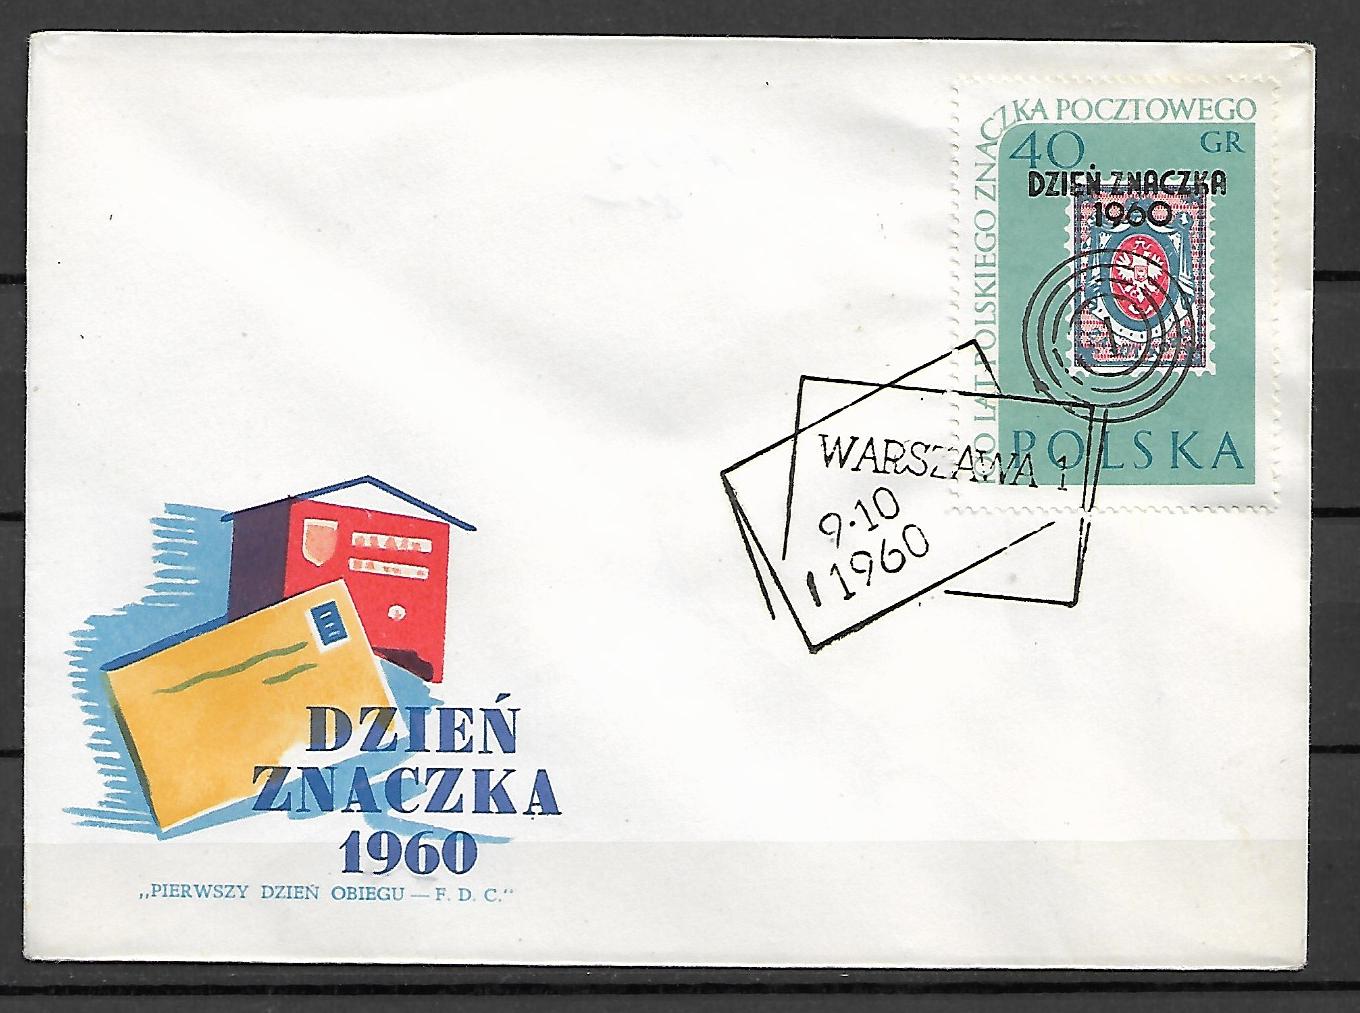 100 LAT POLSKIEGO ZNACZKA POCZTOWEGO
40 GR
DZIEŃ ZNACZKA
1960
1
POLSKA
WARSZAWA 1
9·10
1960
DZIEŃ
ZNACZKA
1960
„PIERWSZY DZIEŃ OBIEGU — F. D. C.“